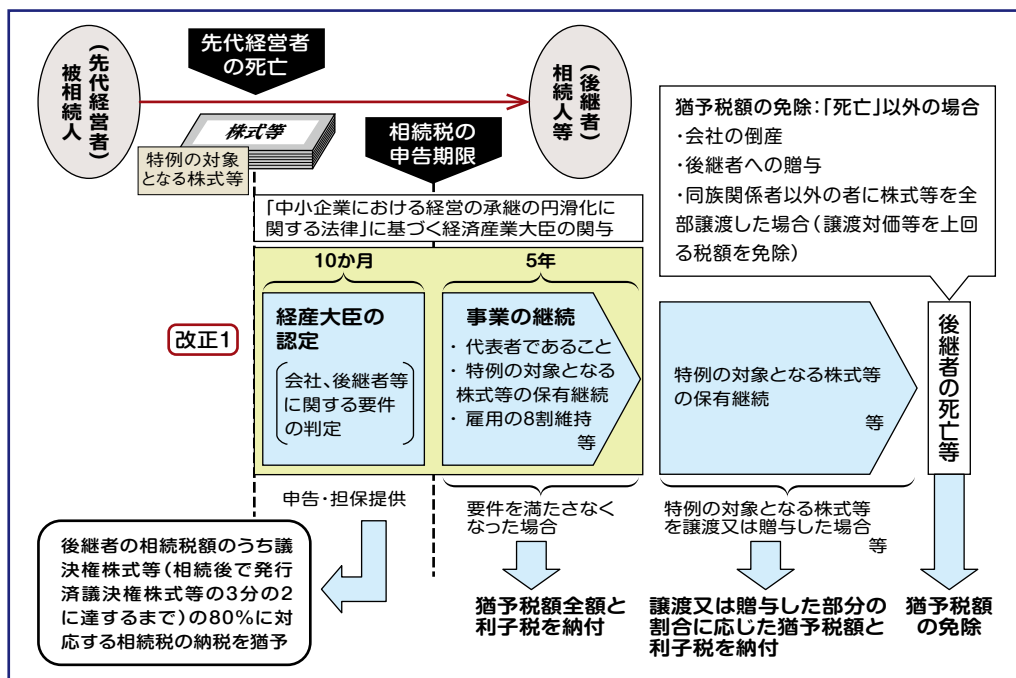 被相続人
(先代経営者)
先代経営者
の死亡
相続人等
(後継者)
株式等
特例の対象
となる株式等
相続税の
申告期限
猶予税額の免除:「死亡」以外の場合
・会社の倒産
・後継者への贈与
・同族関係者以外の者に株式等を全
部譲渡した場合(譲渡対価等を上回
る税額を免除)
「中小企業における経営の承継の円滑化に
関する法律」に基づく経済産業大臣の関与
10か月
5年
改正1
経産大臣の
認定
会社、後継者等
に関する要件
の判定
事業の継続
・ 代表者であること
・ 特例の対象となる
株式等の保有継続
・ 雇用の8割維持
等
特例の対象となる株式等
の保有継続
等
後継者の死亡等
申告・担保提供
要件を満たさなく
なった場合
特例の対象となる株式等
を譲渡又は贈与した場合
等
後継者の相続税額のうち議
決権株式等(相続後で発行
済議決権株式等の3分の2
に達するまで)の80%に対
応する相続税の納税を猶予
猶予税額全額と
利子税を納付
譲渡又は贈与した部分の
割合に応じた猶予税額と
利子税を納付
猶予税額
の免除